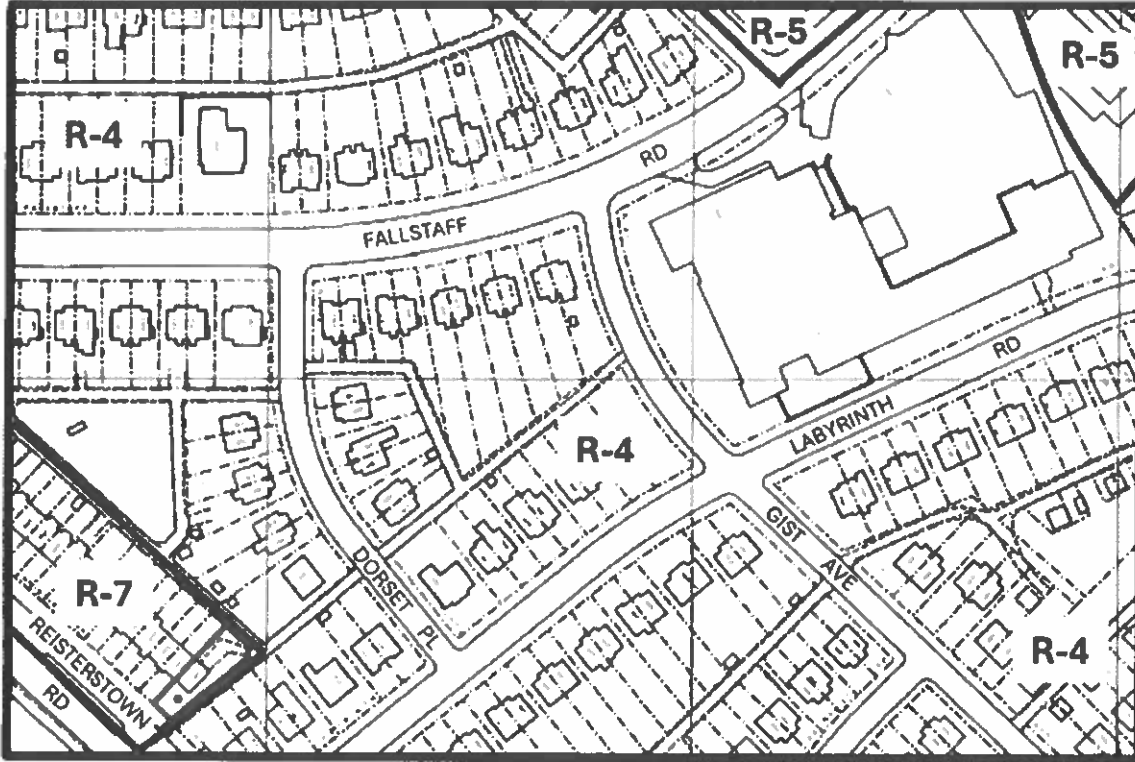 R-5
R-5
R-4
RD
FALLSTAFF
RD
LABYRINTH
R-4
GIST
AVE
DORSET
PL
R-7
REISTERSTOWN
RD
R-4